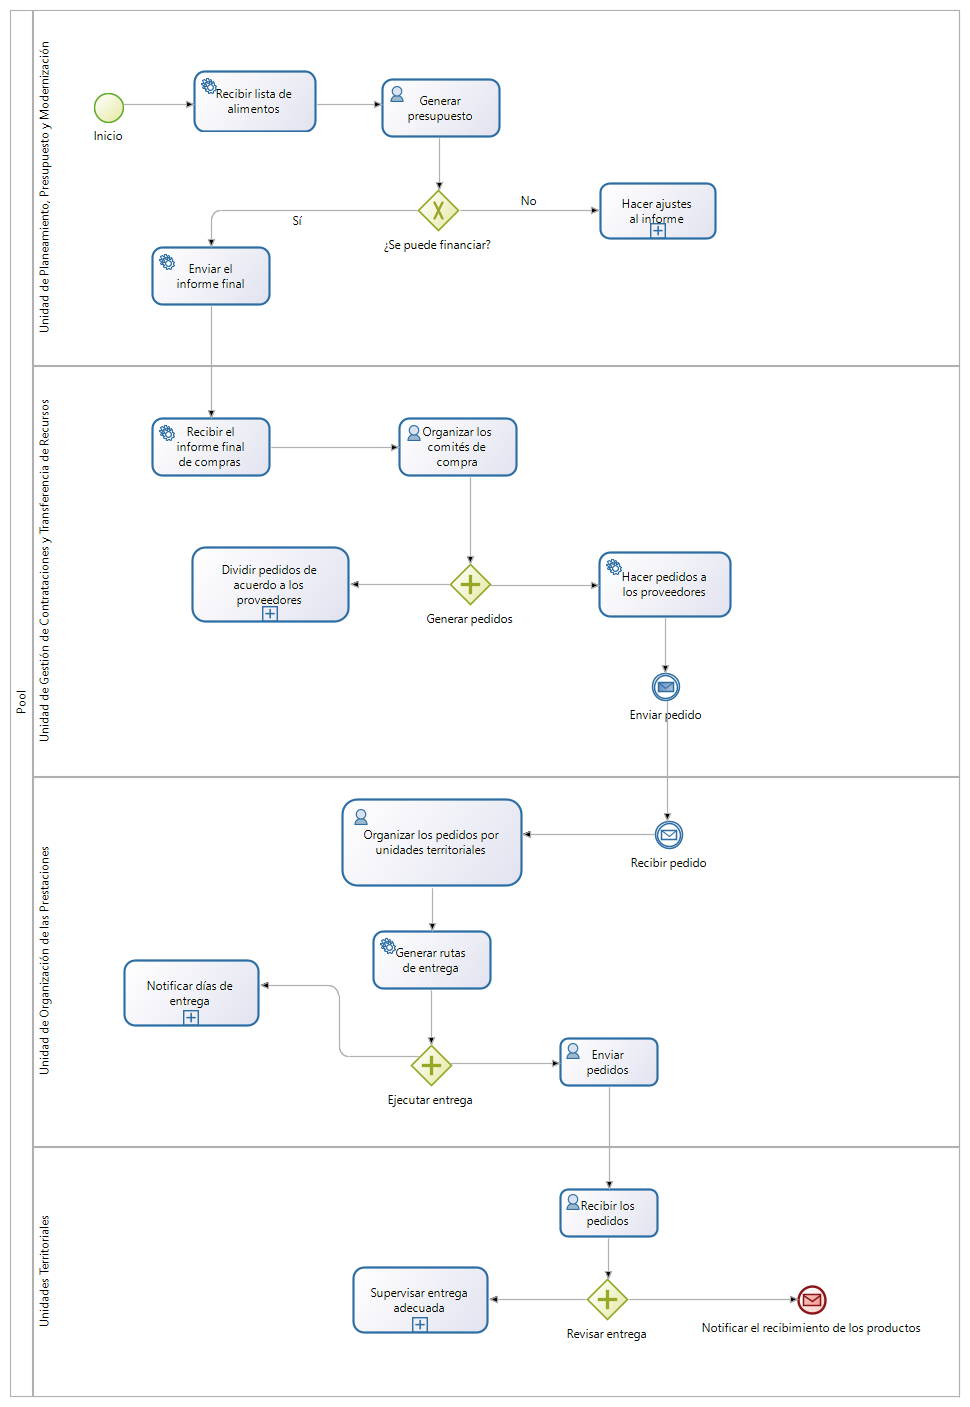 Pool
Unidad de Planeamiento, Presupuesto y Modernización
Inicio
Recibir lista de
alimentos
Generar
presupuesto
¿Se puede financiar?
Sí
No
Hacer ajustes
al informe
Enviar el
informe final
Unidad de Gestión de Contrataciones y Transferencia de Recursos
Recibir el
informe final
de compras
Organizar los
comités de
compra
Dividir pedidos de
acuerdo a los
proveedores
Generar pedidos
Hacer pedidos a
los proveedores
Enviar pedido
Unidad de Organización de las Prestaciones
Organizar los pedidos por
unidades territoriales
Recibir pedido
Generar rutas
de entrega
Notificar días de
entrega
Ejecutar entrega
Enviar
pedidos
Unidades Territoriales
Recibir los
pedidos
Supervisar entrega
adecuada
Revisar entrega
Notificar el recibimiento de los productos